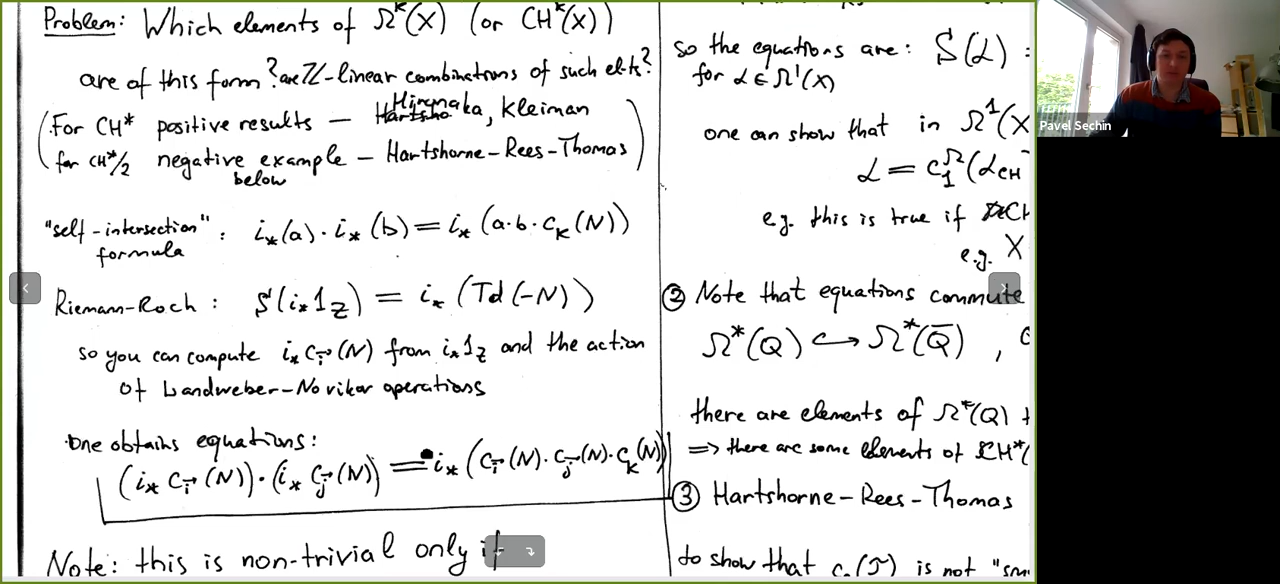 Problem: Which elements of Ω^k(X) (or CH^k(X))
are of this form? are ℤ-linear combinations of such el-ts?
(For CH* positive results — Hironaka, Kleiman
for CH*/2 negative example — Hartshorne-Rees-Thomas)
below
"self-intersection" : i_*(a) · i_*(b) = i_*(a·b·c_k(N))
formula
Riemann-Roch : S(i_*1_Z) = i_*(Td(-N))
so you can compute i_* c_I(N) from i_*1_Z and the action
of Landweber-Novikov operations
One obtains equations:
(i_* c_I(N)) · (i_* c_J(N)) = i_*(c_I(N) · c_J(N) · c_k(N))
Note: this is non-trivial only if
so the equations are: S(α) =
for α ∈ Ω^1(X)
one can show that in Ω^1(X
α = c_1^Ω(α_CH
e.g. this is true if CH
e.g. X
② Note that equations commute
Ω*(Q) ↪ Ω*(Q̄) ,
there are elements of Ω*(Q)
⇒ there are some elements of CH*(
③ Hartshorne-Rees-Thomas
to show that is not "sm
Pavel Sechin